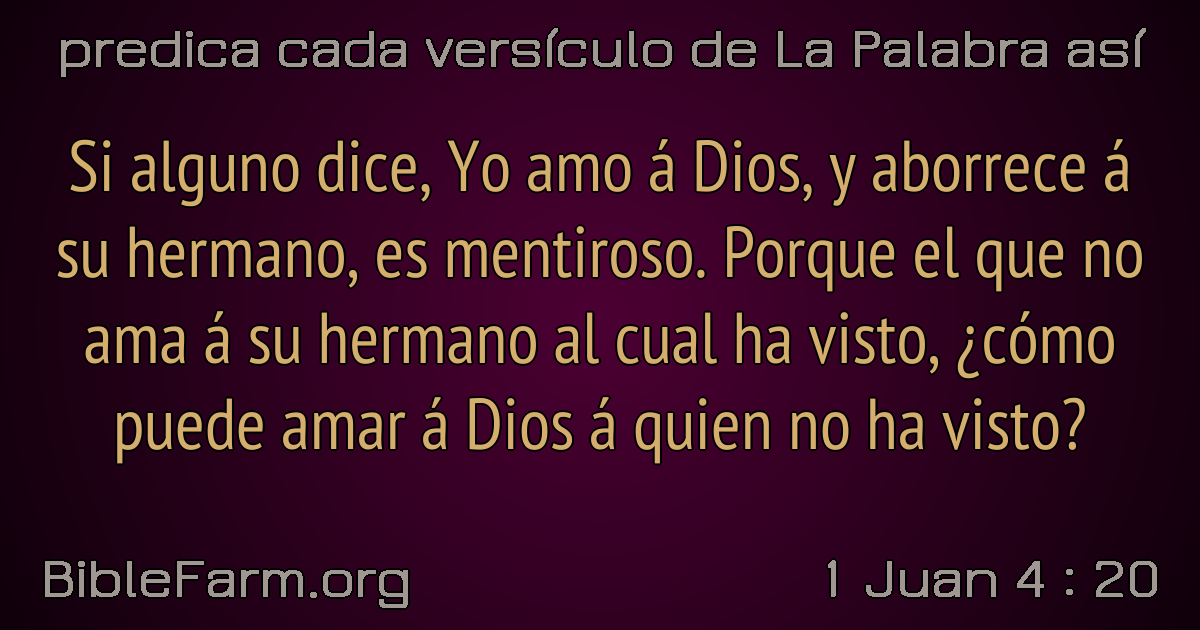 predica cada versículo de La Palabra así
Si alguno dice, Yo amo á Dios, y aborrece á
su hermano, es mentiroso. Porque el que no
ama á su hermano al cual ha visto, ¿cómo
puede amar á Dios á quien no ha visto?
BibleFarm.org
1 Juan 4 : 20